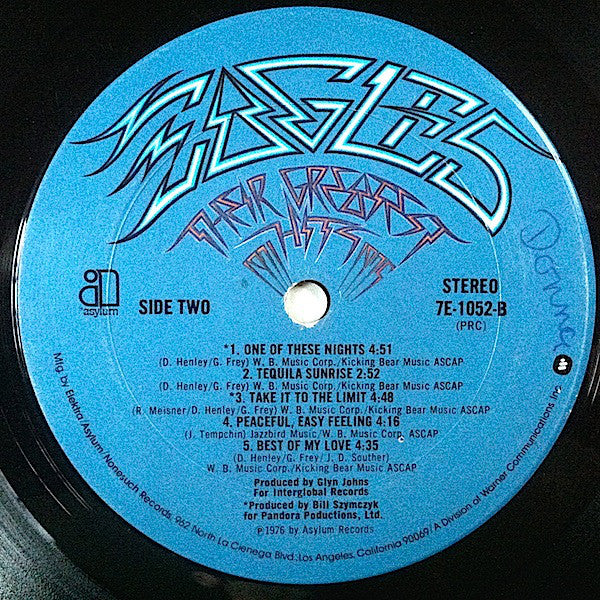 EAGLES
THEIR GREATEST
HITS
asylum
SIDE TWO
STEREO
7E-1052-B
(PRC)
Donna
*1. ONE OF THESE NIGHTS 4:51
(D. Henley/G. Frey) W. B. Music Corp./Kicking Bear Music ASCAP
2. TEQUILA SUNRISE 2:52
(D. Henley/G. Frey) W. B. Music Corp./Kicking Bear Music ASCAP
*3. TAKE IT TO THE LIMIT 4:48
(R. Meisner/D. Henley/G. Frey) W. B. Music Corp./Kicking Bear Music ASCAP
4. PEACEFUL, EASY FEELING 4:16
(J. Tempchin) Jazzbird Music/W. B. Music Corp. ASCAP
5. BEST OF MY LOVE 4:35
(D. Henley/G. Frey/J. D. Souther)
W. B. Music Corp./Kicking Bear Music ASCAP
Produced by Glyn Johns
For Interglobal Records
*Produced by Bill Szymczyk
for Pandora Poductions, Ltd.
℗1976 by Asylum Records
Mfg by Elektra/Asylum/Nonesuch Records, 962 North La Cienega Blvd., Los Angeles, California 90069/A Division of Warner Communications Inc.